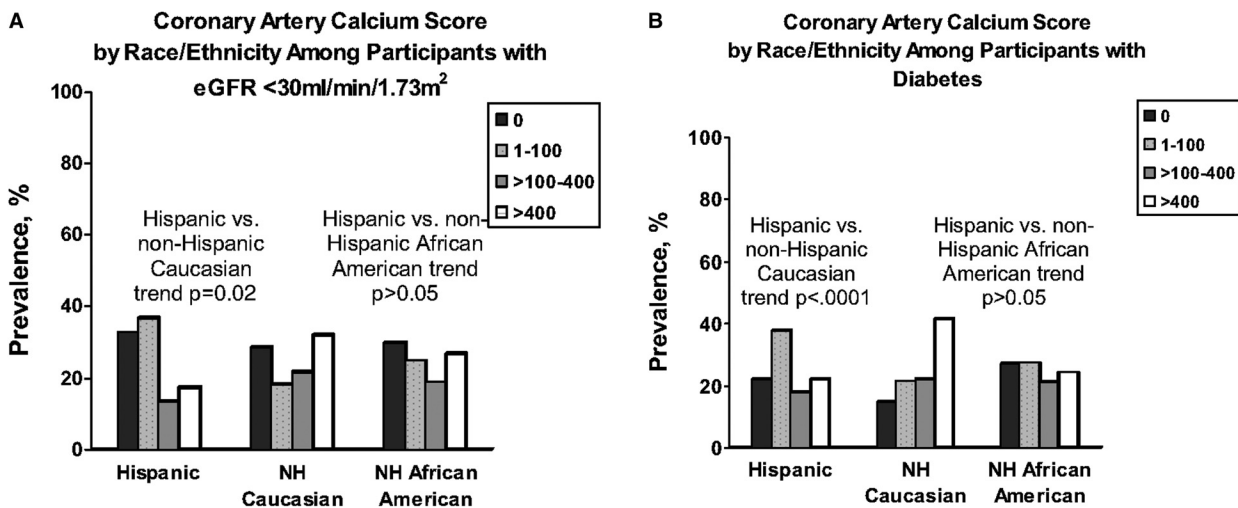 A
Coronary Artery Calcium Score
by Race/Ethnicity Among Participants with
eGFR <30ml/min/1.73m²
Prevalence, %
100
80
60
40
20
0
0
1-100
>100-400
>400
Hispanic vs.
non-Hispanic
Caucasian
trend p=0.02
Hispanic vs. non-
Hispanic African
American trend
p>0.05
Hispanic
NH
Caucasian
NH African
American
B
Coronary Artery Calcium Score
by Race/Ethnicity Among Participants with
Diabetes
Prevalence, %
100
80
60
40
20
0
0
1-100
>100-400
>400
Hispanic vs.
non-Hispanic
Caucasian
trend p<.0001
Hispanic vs. non-
Hispanic African
American trend
p>0.05
Hispanic
NH
Caucasian
NH African
American